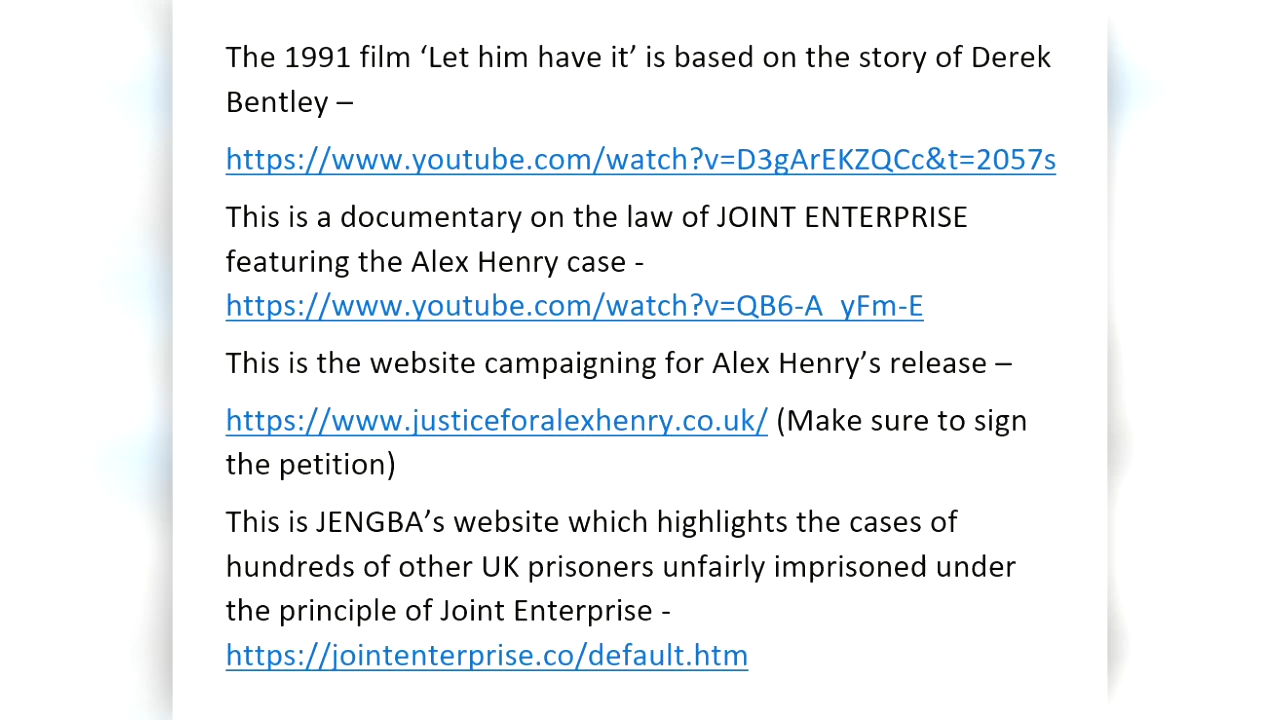 The 1991 film ‘Let him have it’ is based on the story of Derek
Bentley –
https://www.youtube.com/watch?v=D3gArEKZQCc&t=2057s
This is a documentary on the law of JOINT ENTERPRISE
featuring the Alex Henry case -
https://www.youtube.com/watch?v=QB6-A_yFm-E
This is the website campaigning for Alex Henry’s release –
https://www.justiceforalexhenry.co.uk/ (Make sure to sign
the petition)
This is JENGBA’s website which highlights the cases of
hundreds of other UK prisoners unfairly imprisoned under
the principle of Joint Enterprise -
https://jointenterprise.co/default.htm